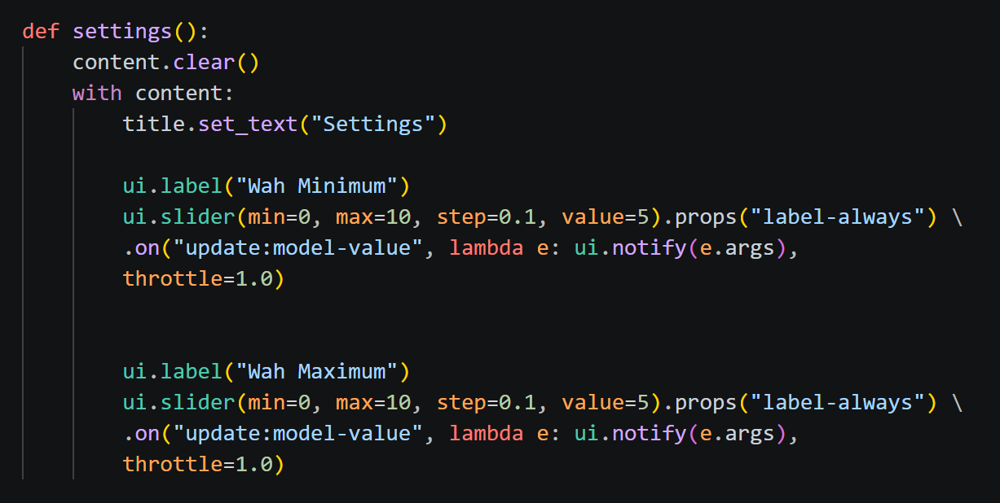 def settings():
    content.clear()
    with content:
        title.set_text("Settings")
        ui.label("Wah Minimum")
        ui.slider(min=0, max=10, step=0.1, value=5).props("label-always") \
        .on("update:model-value", lambda e: ui.notify(e.args),
        throttle=1.0)
        ui.label("Wah Maximum")
        ui.slider(min=0, max=10, step=0.1, value=5).props("label-always") \
        .on("update:model-value", lambda e: ui.notify(e.args),
        throttle=1.0)